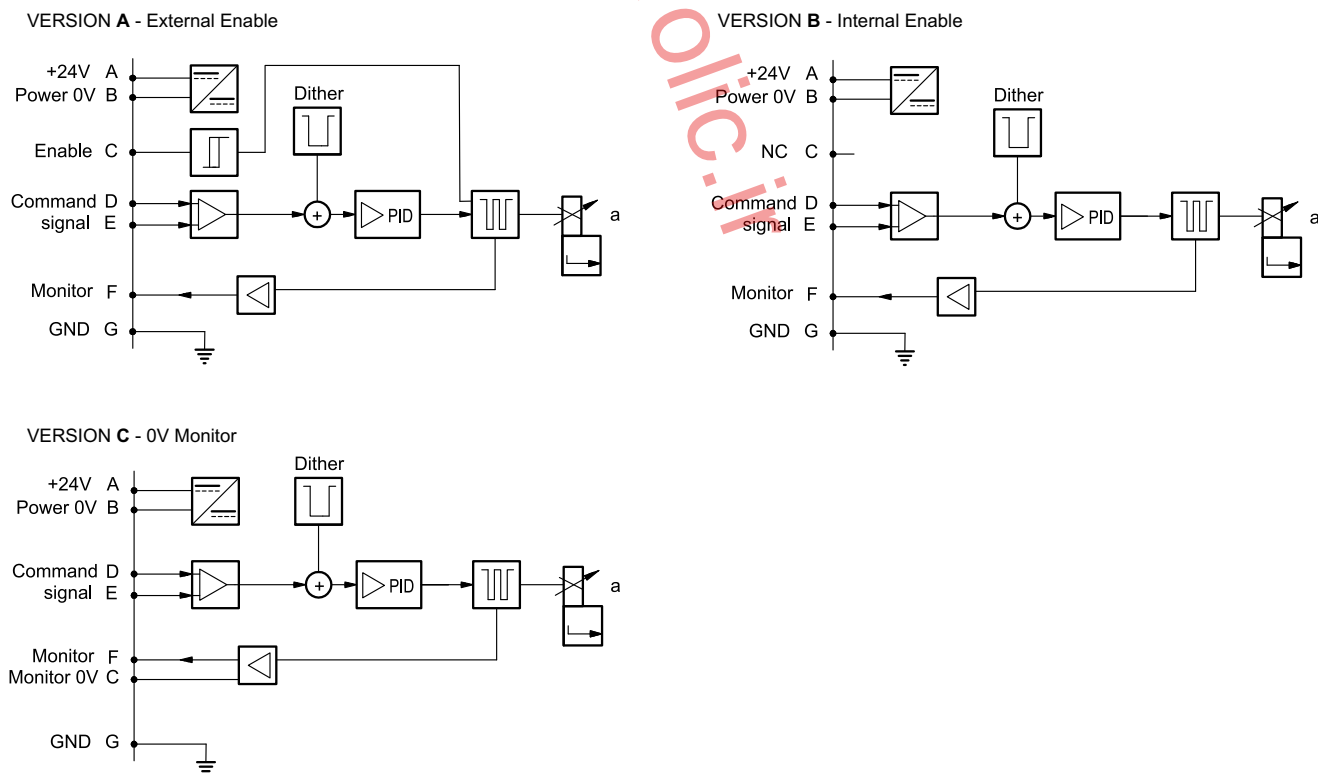 VERSION A - External Enable
+24V A
Power 0V B
Dither
Enable C
Command D
signal E
+
PID
a
Monitor F
GND G
VERSION B - Internal Enable
+24V A
Power 0V B
Dither
NC C
Command D
signal E
+
PID
a
Monitor F
GND G
olic.ir
VERSION C - 0V Monitor
+24V A
Power 0V B
Dither
Command D
signal E
+
PID
a
Monitor F
Monitor 0V C
GND G